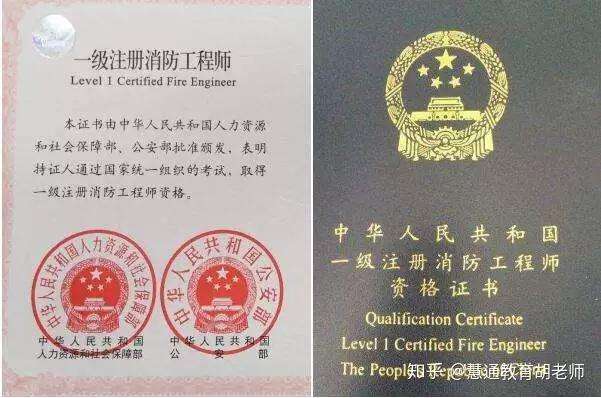 一级注册消防工程师
Level 1 Certified Fire Engineer
本证书由中华人民共和国人力资源
和社会保障部、公安部批准颁发，表明
持证人通过国家统一组织的考试，取得
一级注册消防工程师资格。
中华人民共和国人力资源和社会保障部
中华人民共和国公安部
中华人民共和国
人力资源和社会保障部
中华人民共和国
公安部
中华人民共和国
一级注册消防工程师
资格证书
Qualification Certificate
Level 1 Certified Fire Engineer
The People's Republic of China
知乎 @慧通教育胡老师